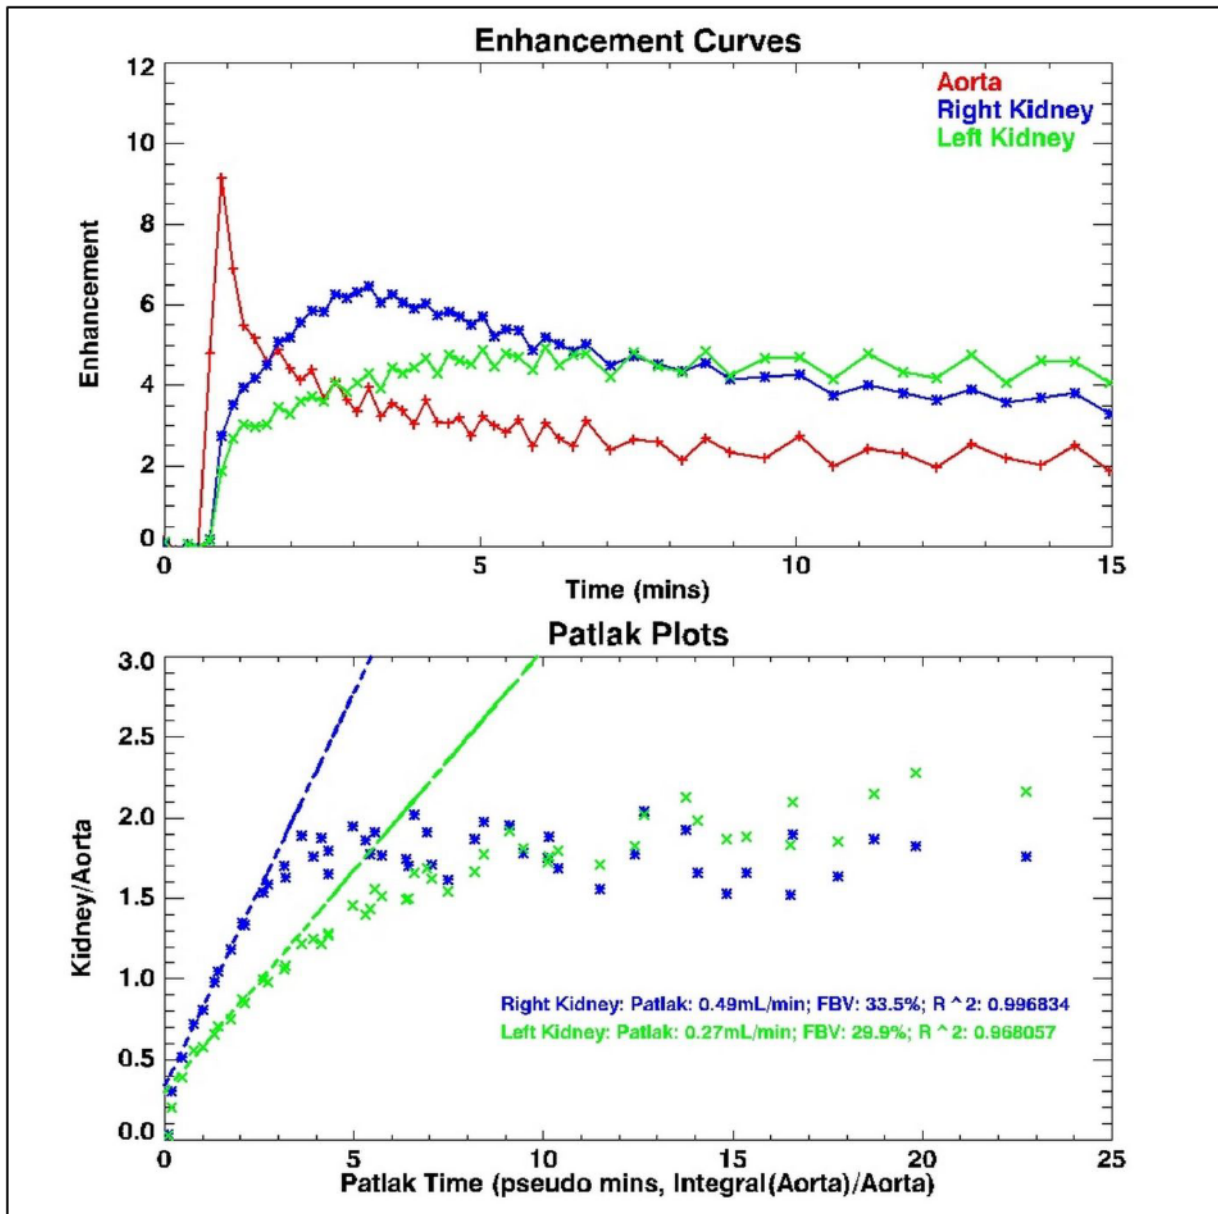 Enhancement Curves
12
10
8
6
4
2
0
Enhancement
Aorta
Right Kidney
Left Kidney
0 5 10 15
Time (mins)
Patlak Plots
3.0
2.5
2.0
1.5
1.0
0.5
0.0
Kidney/Aorta
Right Kidney: Patlak: 0.49mL/min; FBV: 33.5%; R ^ 2: 0.996834
Left Kidney: Patlak: 0.27mL/min; FBV: 29.9%; R ^ 2: 0.968057
0 5 10 15 20 25
Patlak Time (pseudo mins, Integral(Aorta)/Aorta)